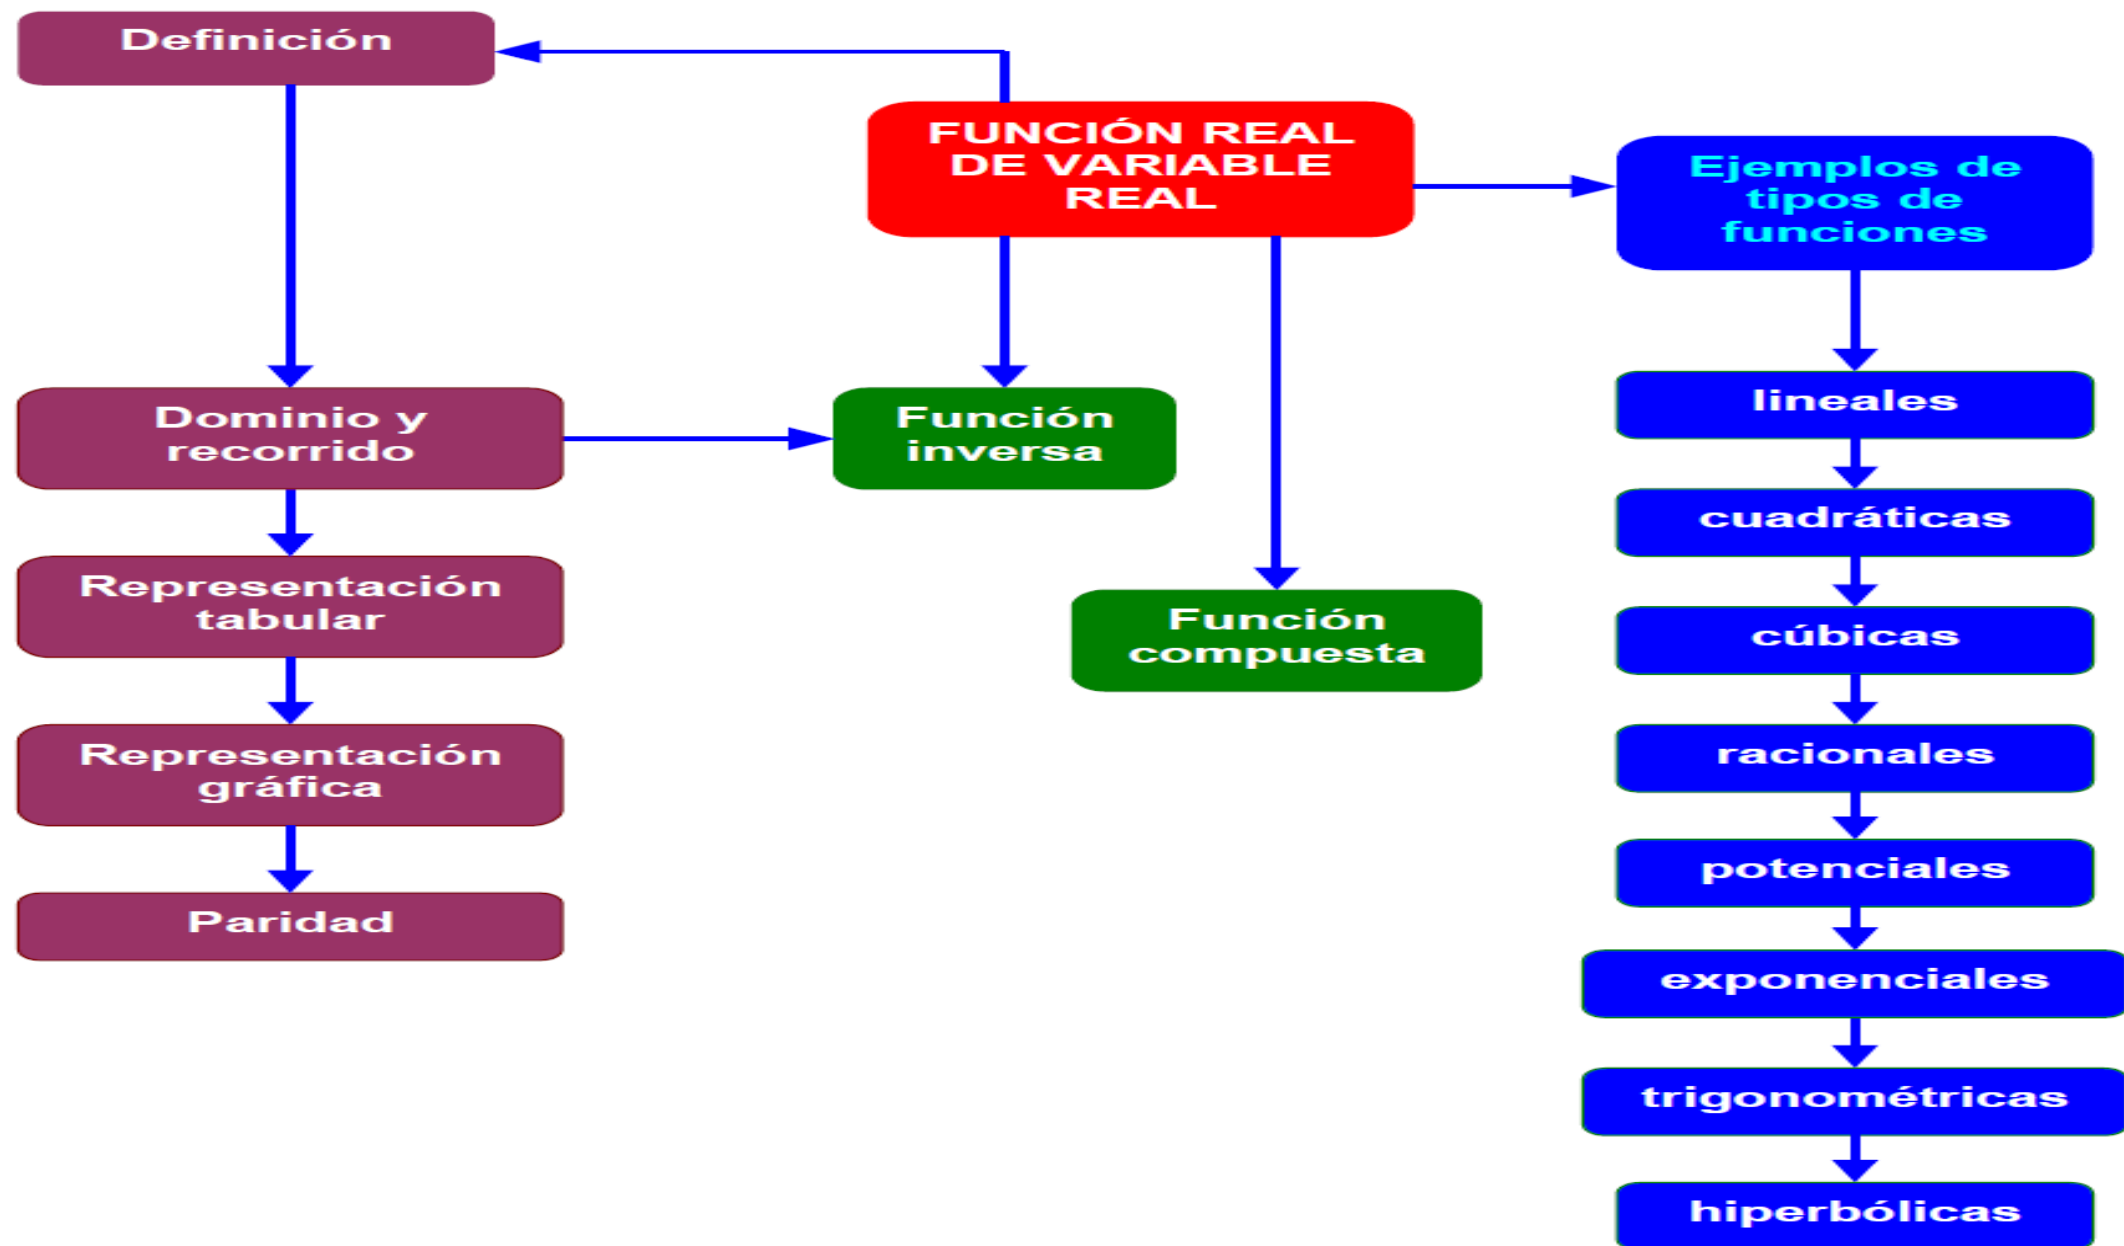 Definición
FUNCIÓN REAL
DE VARIABLE
REAL
Ejemplos de
tipos de
funciones
Dominio y
recorrido
Función
inversa
Representación
tabular
Función
compuesta
Representación
gráfica
Paridad
lineales
cuadráticas
cúbicas
racionales
potenciales
exponenciales
trigonométricas
hiperbólicas